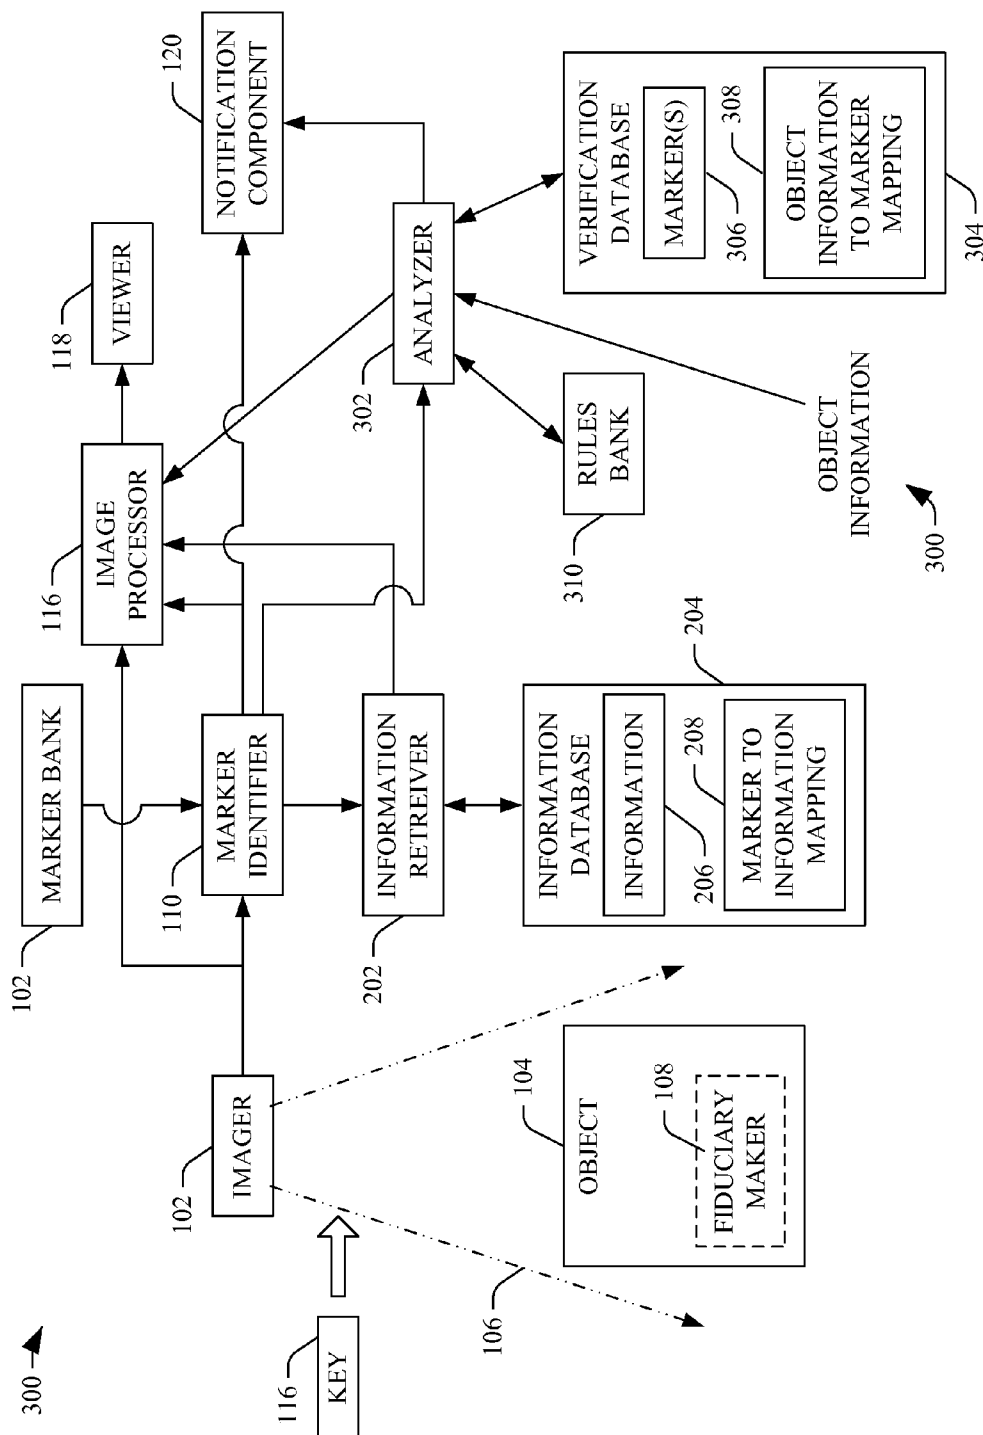 300
KEY
116
IMAGER
102
106
OBJECT
104
FIDUCIARY
MAKER
108
MARKER BANK
102
MARKER
IDENTIFIER
110
INFORMATION
RETREIVER
202
INFORMATION
DATABASE
INFORMATION
206
208
MARKER TO
INFORMATION
MAPPING
204
IMAGE
PROCESSOR
116
VIEWER
118
NOTIFICATION
COMPONENT
120
ANALYZER
302
RULES
BANK
310
OBJECT
INFORMATION
300
VERIFICATION
DATABASE
MARKER(S)
306
308
OBJECT
INFORMATION
TO MARKER
MAPPING
304